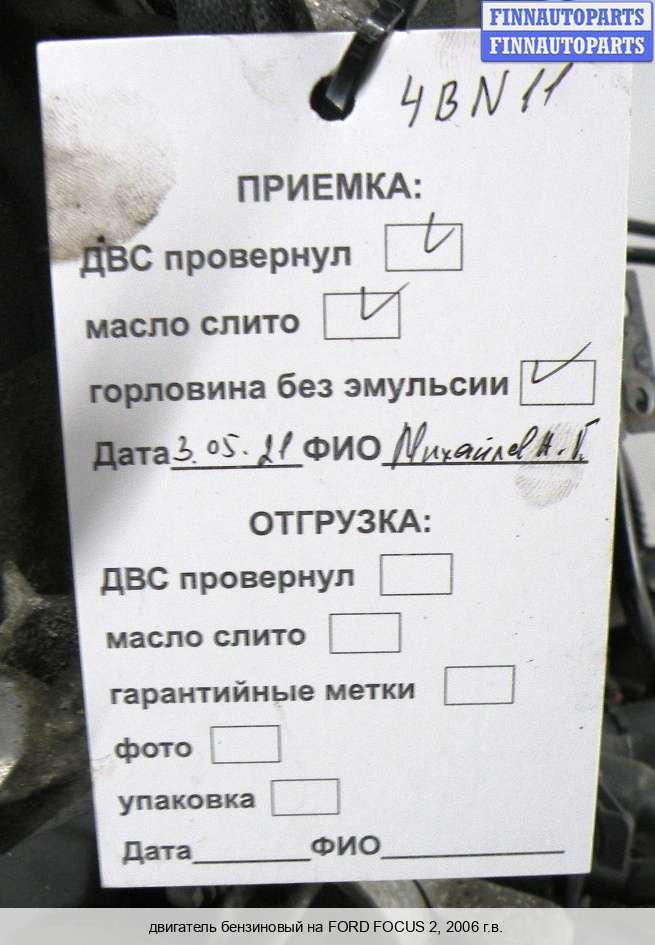 FINNAUTOPARTS
FINNAUTOPARTS
4BN11
ПРИЕМКА:
ДВС провернул
масло слито
горловина без эмульсии
Дата 3.05.21 ФИО Михайлов А.Г.
ОТГРУЗКА:
ДВС провернул
масло слито
гарантийные метки
фото
упаковка
Дата ФИО
двигатель бензиновый на FORD FOCUS 2, 2006 г.в.